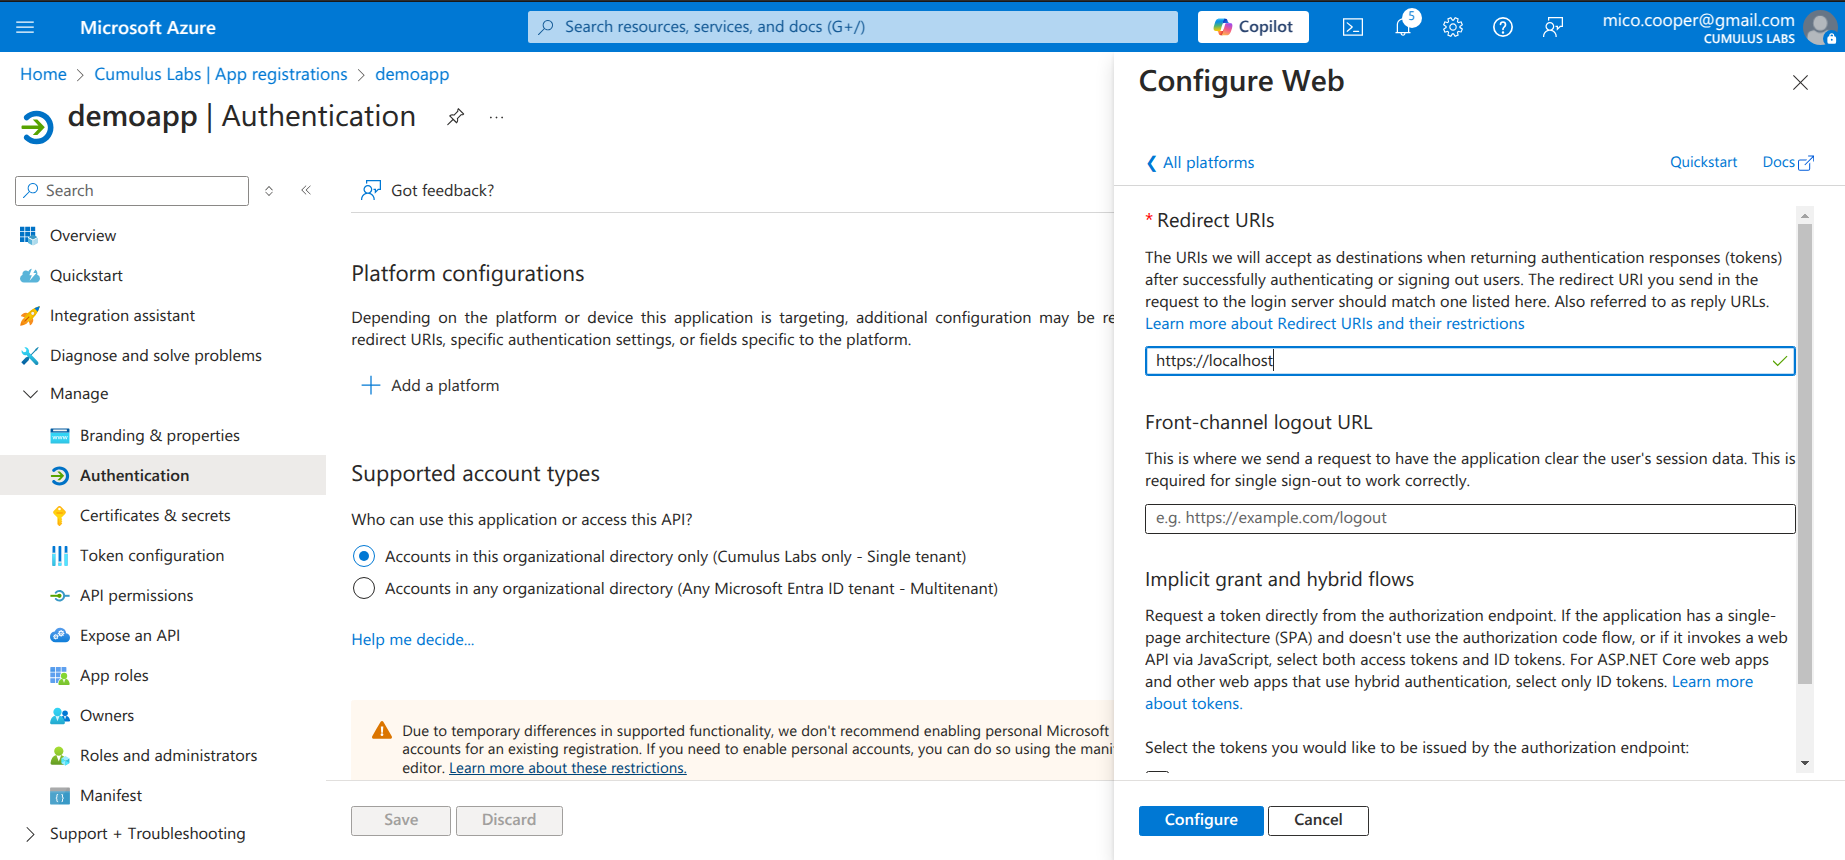 Microsoft Azure
Search resources, services, and docs (G+/)
Copilot
5
mico.cooper@gmail.com
CUMULUS LABS
Home > Cumulus Labs | App registrations > demoapp
demoapp | Authentication
...
Search
Overview
Quickstart
Integration assistant
Diagnose and solve problems
Manage
Branding & properties
Authentication
Certificates & secrets
Token configuration
API permissions
Expose an API
App roles
Owners
Roles and administrators
Manifest
Support + Troubleshooting
Got feedback?
Platform configurations
Depending on the platform or device this application is targeting, additional configuration may be re
redirect URIs, specific authentication settings, or fields specific to the platform.
Add a platform
Supported account types
Who can use this application or access this API?
Accounts in this organizational directory only (Cumulus Labs only - Single tenant)
Accounts in any organizational directory (Any Microsoft Entra ID tenant - Multitenant)
Help me decide...
Due to temporary differences in supported functionality, we don't recommend enabling personal Microsoft
accounts for an existing registration. If you need to enable personal accounts, you can do so using the mani
editor. Learn more about these restrictions.
Save
Discard
Configure Web
All platforms
Quickstart
Docs
* Redirect URIs
The URIs we will accept as destinations when returning authentication responses (tokens)
after successfully authenticating or signing out users. The redirect URI you send in the
request to the login server should match one listed here. Also referred to as reply URLs.
Learn more about Redirect URIs and their restrictions
https://localhost
Front-channel logout URL
This is where we send a request to have the application clear the user's session data. This is
required for single sign-out to work correctly.
e.g. https://example.com/logout
Implicit grant and hybrid flows
Request a token directly from the authorization endpoint. If the application has a single-
page architecture (SPA) and doesn't use the authorization code flow, or if it invokes a web
API via JavaScript, select both access tokens and ID tokens. For ASP.NET Core web apps
and other web apps that use hybrid authentication, select only ID tokens. Learn more
about tokens.
Select the tokens you would like to be issued by the authorization endpoint:
Configure
Cancel